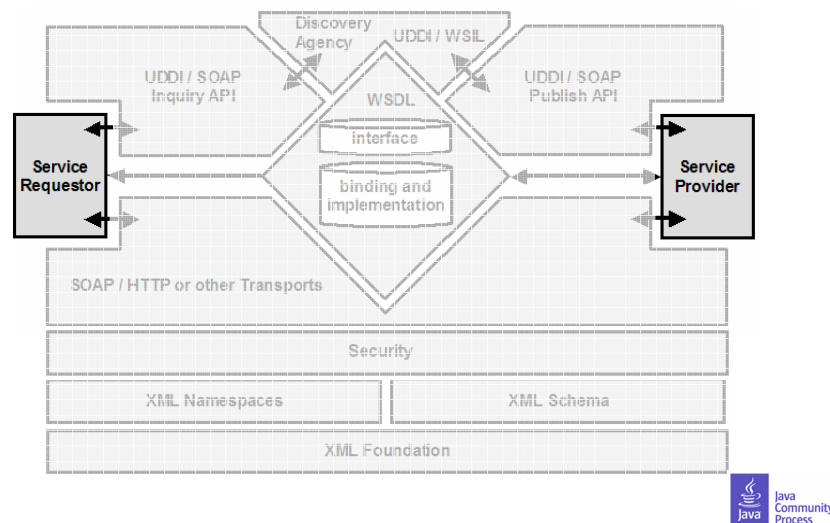 Discovery
Agency
UDDI / WSIL
UDDI / SOAP
Inquiry API
WSDL
UDDI / SOAP
Publish API
interface
Service
Requestor
binding and
implementation
Service
Provider
SOAP / HTTP or other Transports
Security
XML Namespaces
XML Schema
XML Foundation
Java
Java
Community
Process